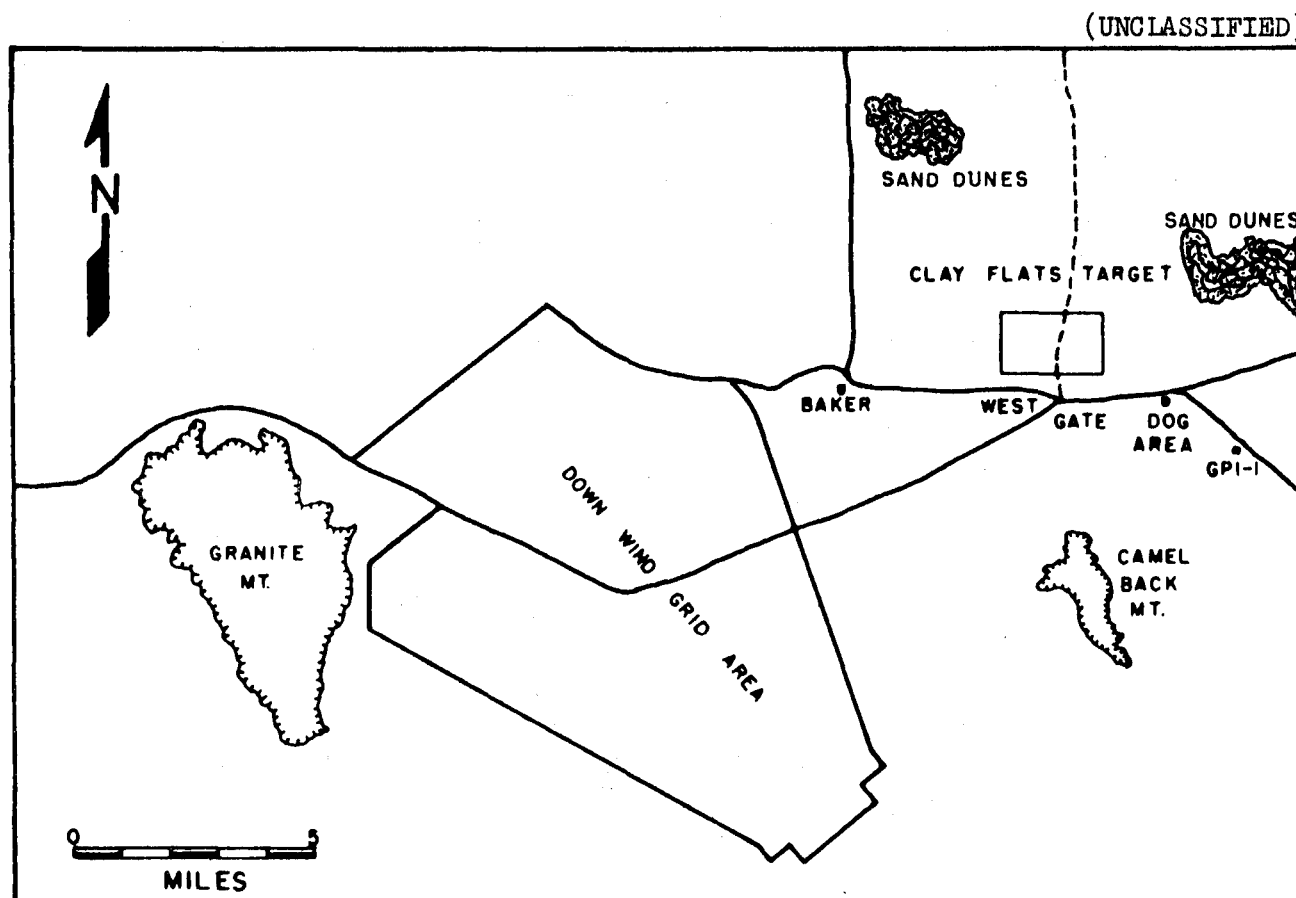 (UNCLASSIFIED)
N
SAND DUNES
SAND DUNES
CLAY FLATS TARGET
BAKER
WEST GATE
DOG
AREA
GPI-1
DOWN WIND GRID AREA
GRANITE
MT.
CAMEL
BACK
MT.
0 5
MILES